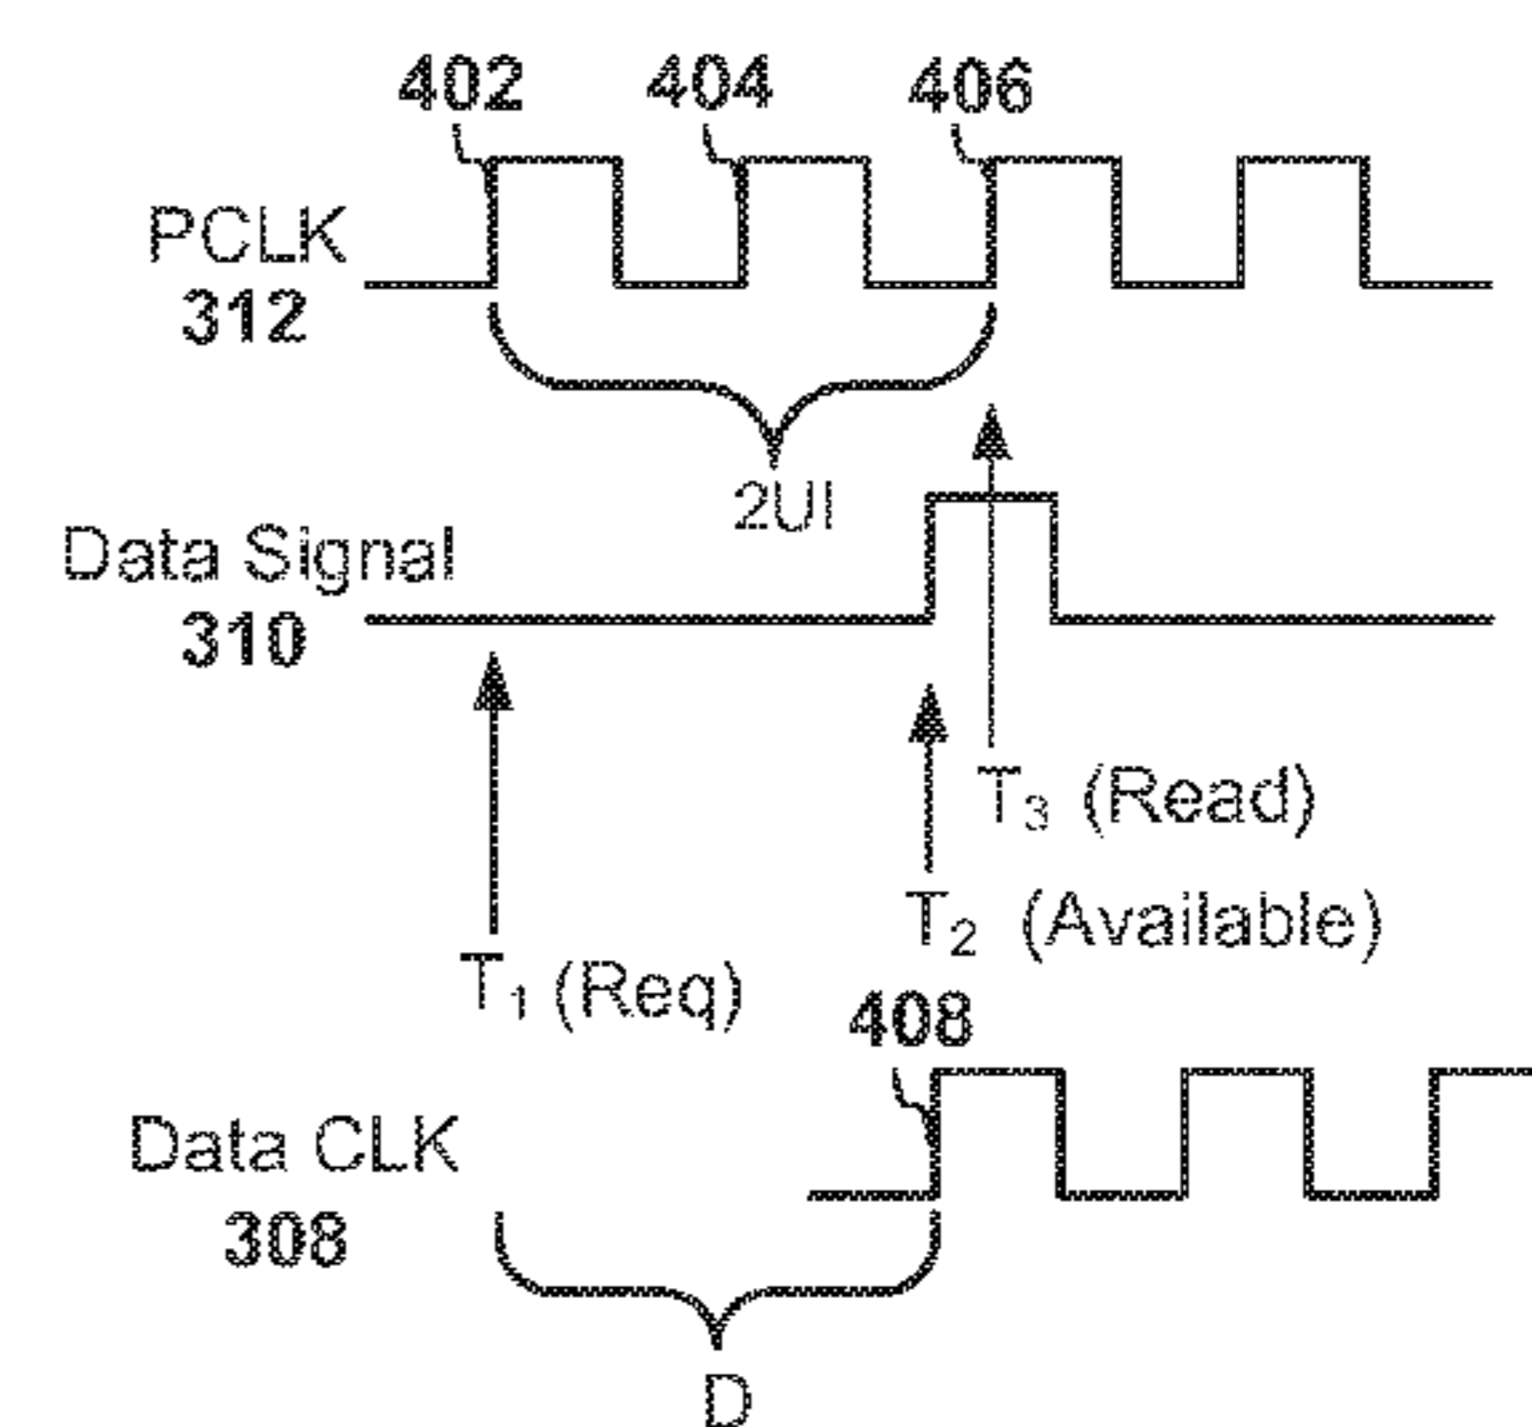 402 404 406
PCLK
312
2UI
Data Signal
310
T3 (Read)
T2 (Available)
T1 (Req)
408
Data CLK
308
D